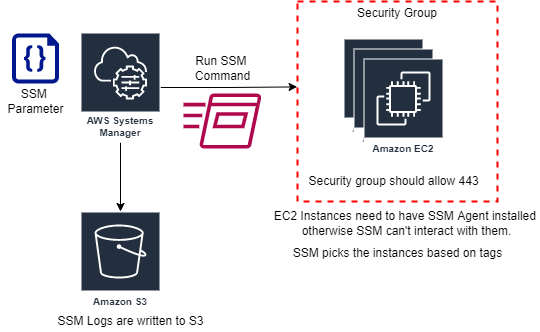 Security Group
Run SSM
Command
SSM
Parameter
AWS Systems
Manager
Amazon EC2
Security group should allow 443
EC2 Instances need to have SSM Agent installed
otherwise SSM can't interact with them.
SSM picks the instances based on tags
Amazon S3
SSM Logs are written to S3